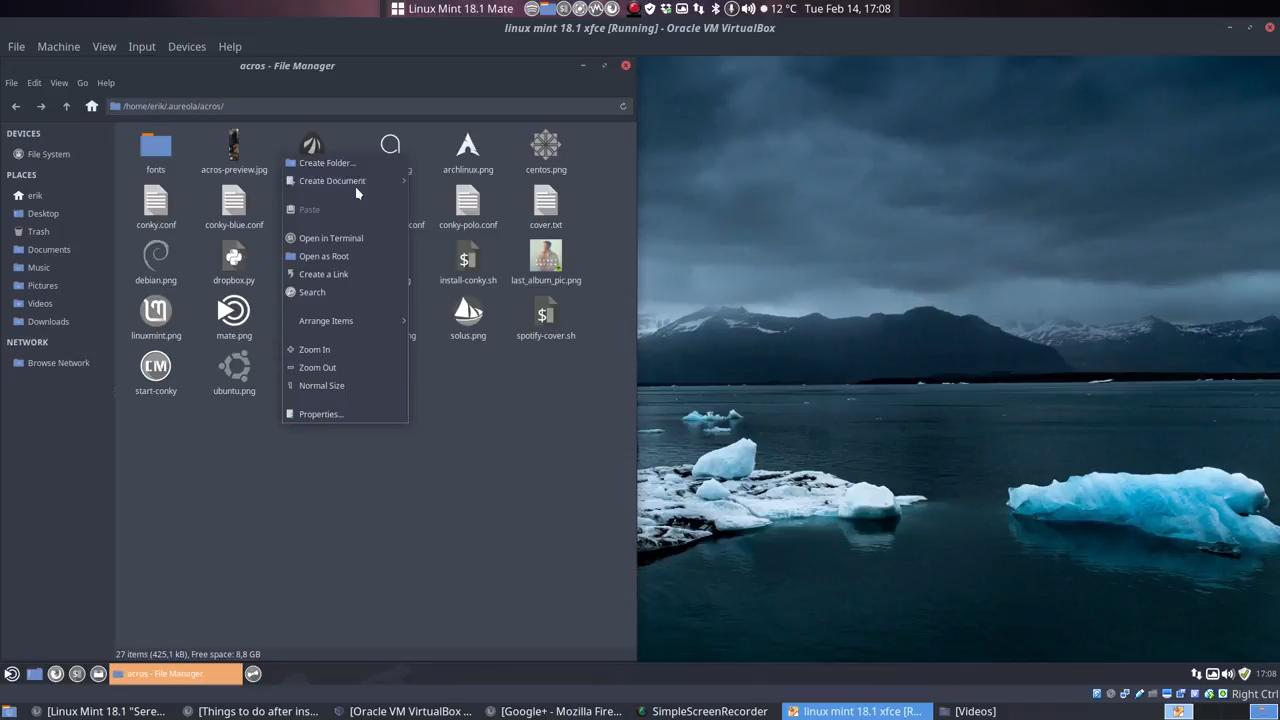 Linux Mint 18.1 Mate
12 °C Tue Feb 14, 17:08
linux mint 18.1 xfce [Running] - Oracle VM VirtualBox
File Machine View Input Devices Help
acros - File Manager
File Edit View Go Help
/home/erik/.aureola/acros/
DEVICES
File System
PLACES
erik
Desktop
Trash
Documents
Music
Pictures
Videos
Downloads
NETWORK
Browse Network
fonts
acros-preview.jpg
archlinux.png
centos.png
conky.conf
conky-blue.conf
conky-polo.conf
cover.txt
debian.png
dropbox.py
install-conky.sh
last_album_pic.png
linuxmint.png
mate.png
solus.png
spotify-cover.sh
start-conky
ubuntu.png
Create Folder...
Create Document
Paste
Open in Terminal
Open as Root
Create a Link
Search
Arrange Items
Zoom In
Zoom Out
Normal Size
Properties...
27 items (425,1 kB), Free space: 8,8 GB
acros - File Manager
17:08
Right Ctrl
[Linux Mint 18.1 "Sere...
[Things to do after inst...
[Oracle VM VirtualBox ...
[Google+ - Mozilla Firef...
SimpleScreenRecorder
linux mint 18.1 xfce [R...
[Videos]